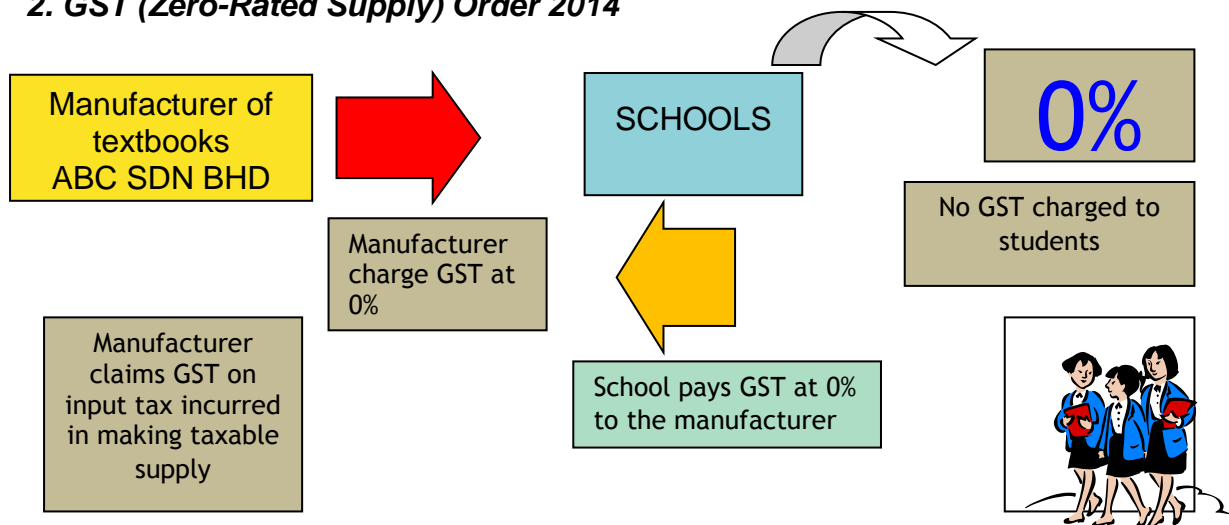 2. GST (Zero-Rated Supply) Order 2014
Manufacturer of
textbooks
ABC SDN BHD
SCHOOLS
0%
No GST charged to
students
Manufacturer
charge GST at
0%
Manufacturer
claims GST on
input tax incurred
in making taxable
supply
School pays GST at 0%
to the manufacturer